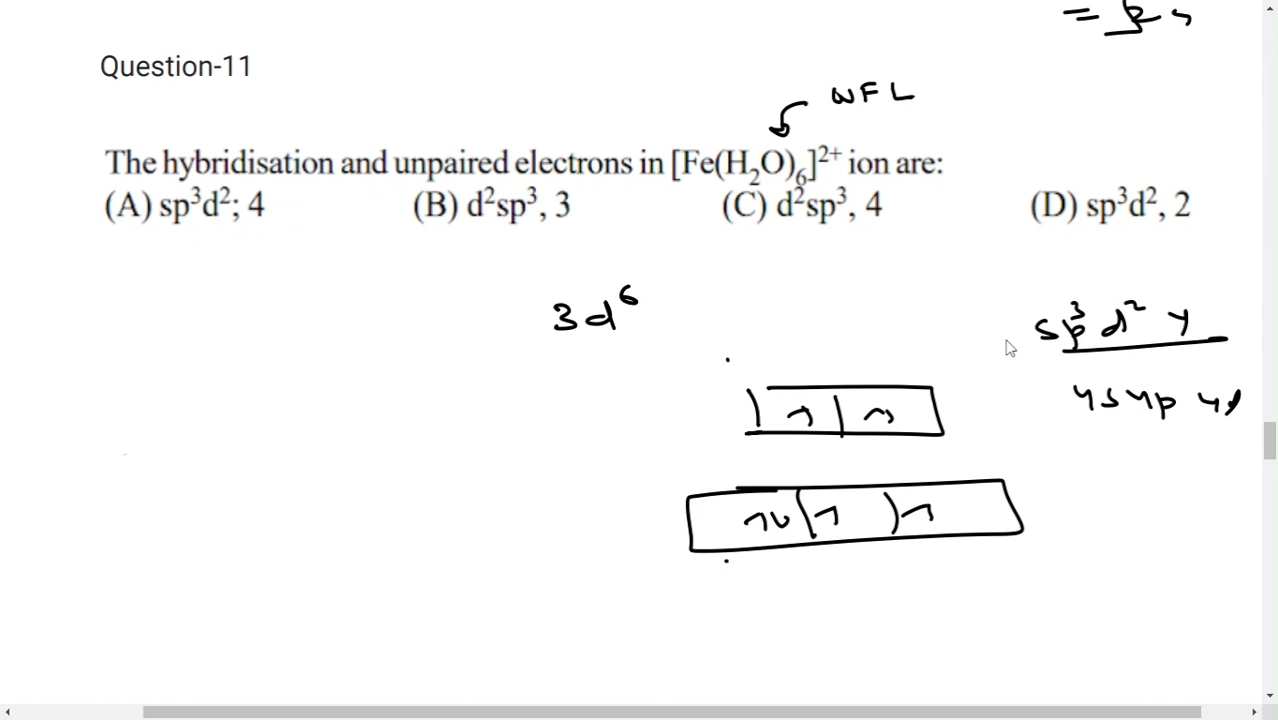 Question-11
WFL
The hybridisation and unpaired electrons in [Fe(H₂O)₆]²⁺ ion are:
(A) sp³d²; 4 (B) d²sp³, 3 (C) d²sp³, 4 (D) sp³d², 2
3d⁶
sp³d² 4
4s 4p 4d